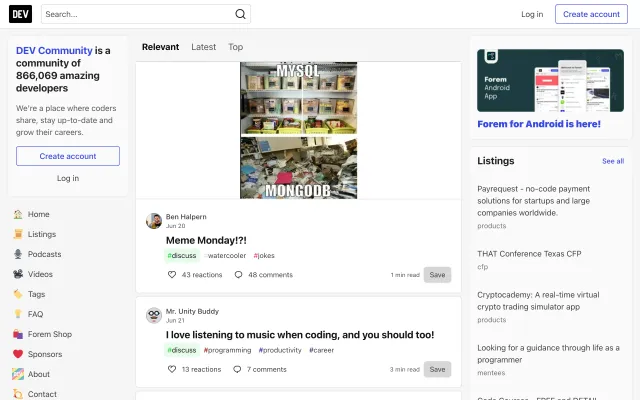 DEV
Search...
Log in
Create account
DEV Community is a
community of
866,069 amazing
developers
We're a place where coders
share, stay up-to-date and
grow their careers.
Create account
Log in
Home
Listings
Podcasts
Videos
Tags
FAQ
Forem Shop
Sponsors
About
Contact
Relevant
Latest
Top
MYSQL
MONGODB
Ben Halpern
Jun 20
Meme Monday!?!
#discuss #watercooler #jokes
43 reactions
48 comments
1 min read
Save
Mr. Unity Buddy
Jun 21
I love listening to music when coding, and you should too!
#discuss #programming #productivity #career
13 reactions
7 comments
3 min read
Save
Forem
Android
App
Forem for Android is here!
Listings
See all
Payrequest - no-code payment
solutions for startups and large
companies worldwide.
products
THAT Conference Texas CFP
cfp
Cryptocademy: A real-time virtual
crypto trading simulator app
products
Looking for a guidance through life as a
programmer
mentees